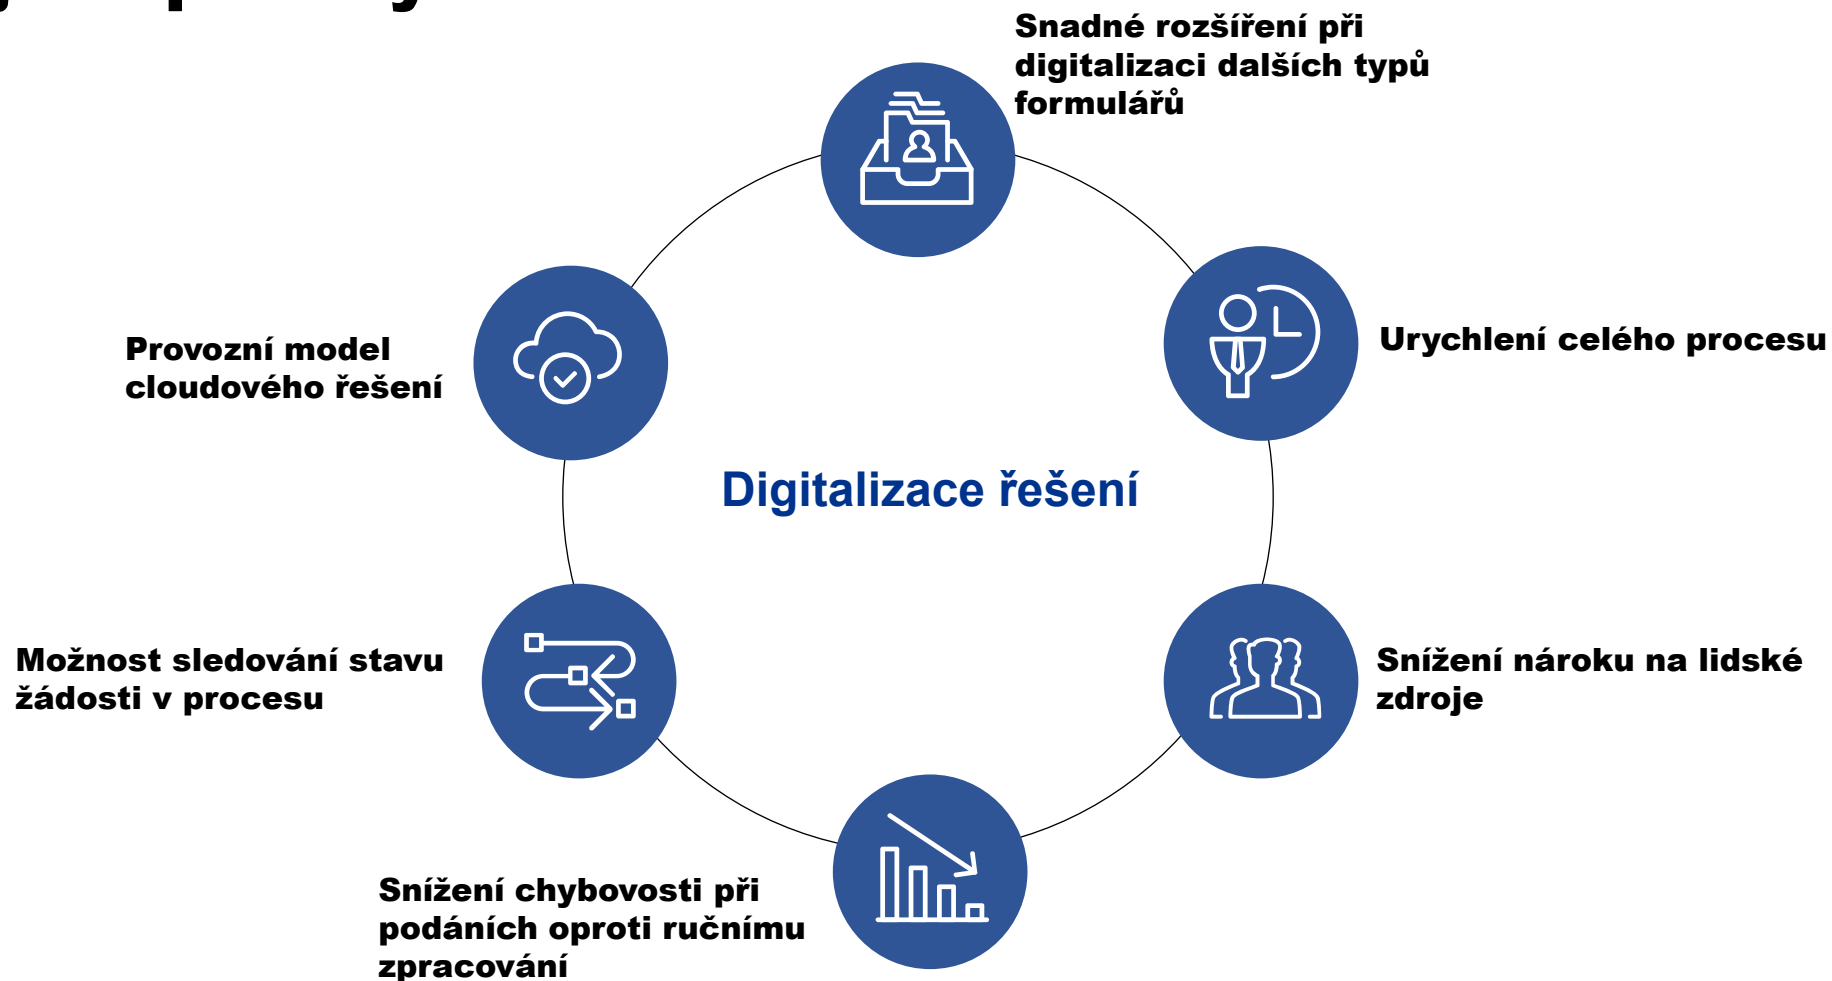 Snadné rozšíření při
digitalizaci dalších typů
formulářů
Urychlení celého procesu
Provozní model
cloudového řešení
Digitalizace řešení
Možnost sledování stavu
žádosti v procesu
Snížení nároku na lidské
zdroje
Snížení chybovosti při
podáních oproti ručnímu
zpracování